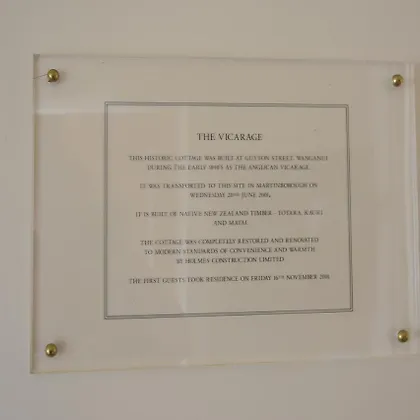 THE VICARAGE
THIS HISTORIC COTTAGE WAS BUILT AT GUYTON STREET, WANGANUI
DURING THE EARLY 1900'S AS THE ANGLICAN VICARAGE.
IT WAS TRANSPORTED TO THIS SITE IN MARTINBOROUGH ON
WEDNESDAY 20TH JUNE 2001.
IT IS BUILT OF NATIVE NEW ZEALAND TIMBER - TOTARA, KAURI
AND MATAI.
THE COTTAGE WAS COMPLETELY RESTORED AND RENOVATED
TO MODERN STANDARDS OF CONVENIENCE AND WARMTH
BY HOLMES CONSTRUCTION LIMITED
THE FIRST GUESTS TOOK RESIDENCE ON FRIDAY 16TH NOVEMBER 2001.